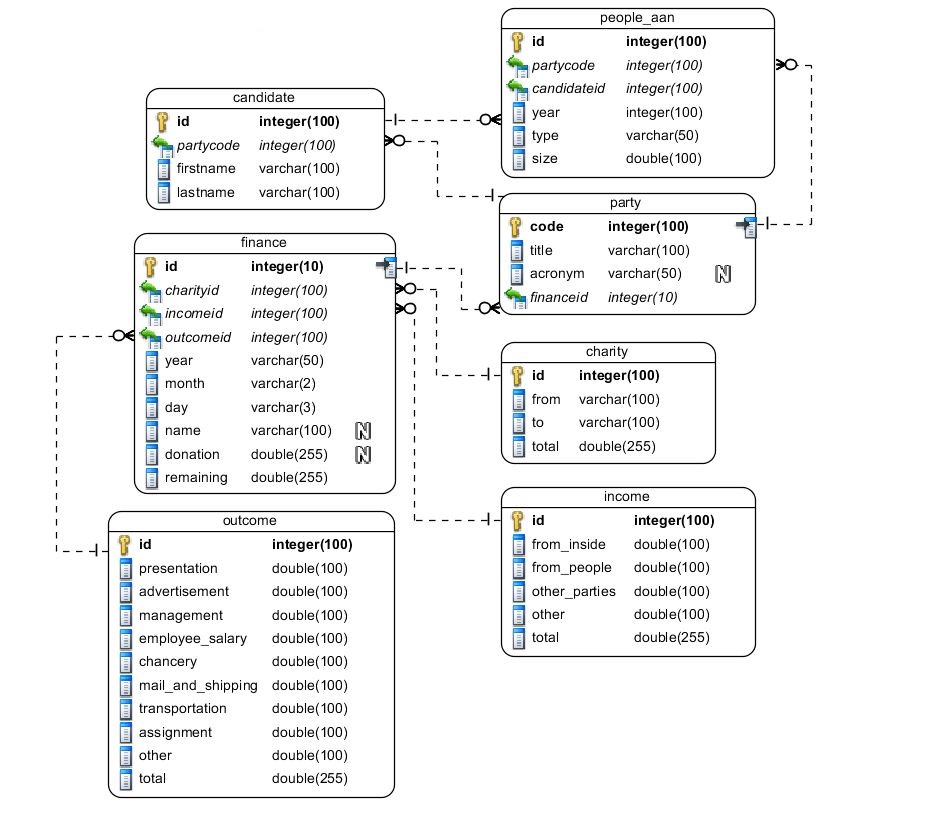 people_aan
id integer(100)
partycode integer(100)
candidateid integer(100)
year integer(100)
type varchar(50)
size double(100)
candidate
id integer(100)
partycode integer(100)
firstname varchar(100)
lastname varchar(100)
party
code integer(100)
title varchar(100)
acronym varchar(50) N
financeid integer(10)
finance
id integer(10)
charityid integer(100)
incomeid integer(100)
outcomeid integer(100)
year varchar(50)
month varchar(2)
day varchar(3)
name varchar(100) N
donation double(255) N
remaining double(255)
charity
id integer(100)
from varchar(100)
to varchar(100)
total double(255)
income
id integer(100)
from_inside double(100)
from_people double(100)
other_parties double(100)
other double(100)
total double(255)
outcome
id integer(100)
presentation double(100)
advertisement double(100)
management double(100)
employee_salary double(100)
chancery double(100)
mail_and_shipping double(100)
transportation double(100)
assignment double(100)
other double(100)
total double(255)